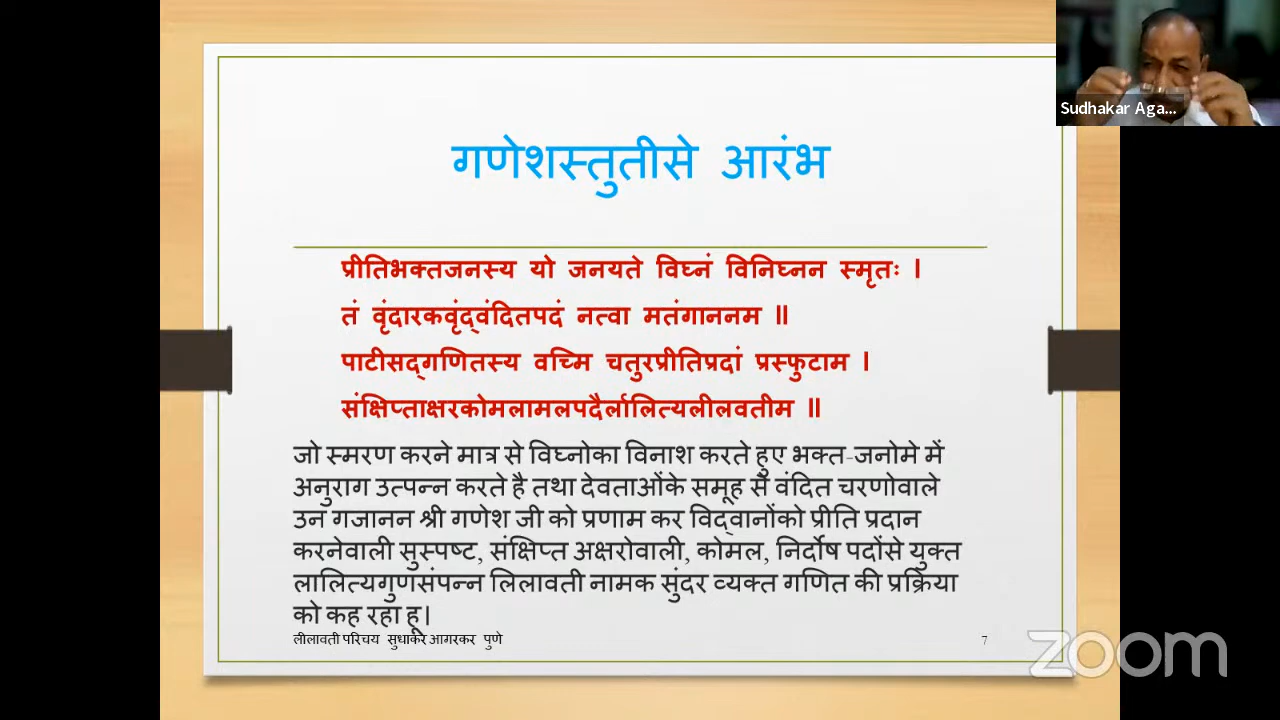 Sudhakar Aga...
गणेशस्तुतीसे आरंभ
प्रीतिभक्तजनस्य यो जनयते विघ्नं विनिघ्नन स्मृतः ।
तं वृंदारकवृंद्वंदितपदं नत्वा मतंगाननम ॥
पाटीसद्गणितस्य वच्मि चतुरप्रीतिप्रदां प्रस्फुटाम ।
संक्षिप्ताक्षरकोमलामलपदैर्लालित्यलीलवतीम ॥
जो स्मरण करने मात्र से विघ्नोका विनाश करते हुए भक्त-जनोमे में
अनुराग उत्पन्न करते है तथा देवताओंके समूह से वंदित चरणोवाले
उन गजानन श्री गणेश जी को प्रणाम कर विद्वानोंको प्रीति प्रदान
करनेवाली सुस्पष्ट, संक्षिप्त अक्षरोवाली, कोमल, निर्दोष पदोंसे युक्त
लालित्यगुणसंपन्न लिलावती नामक सुंदर व्यक्त गणित की प्रक्रिया
को कह रहा हू।
लीलावती परिचय सुधाकर आगरकर पुणे
7
zoom